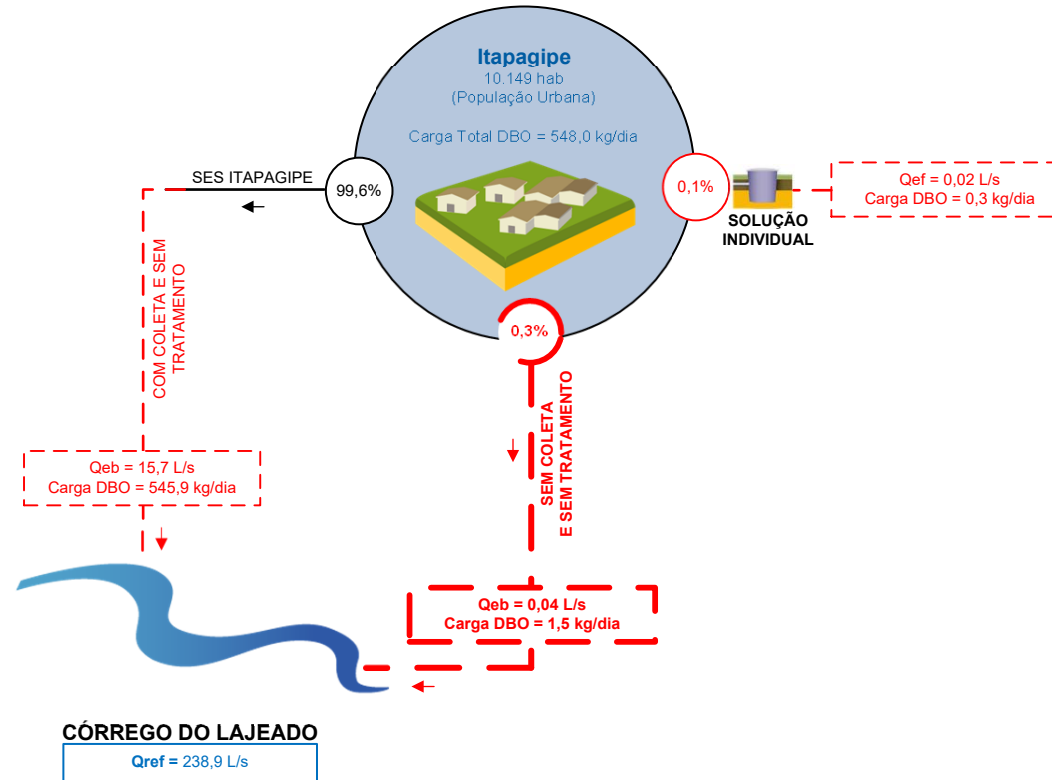 Itapagipe
10.149 hab
(População Urbana)
Carga Total DBO = 548,0 kg/dia
SES ITAPAGIPE
99,6%
0,1%
SOLUÇÃO
INDIVIDUAL
Qef = 0,02 L/s
Carga DBO = 0,3 kg/dia
COM COLETA E SEM
TRATAMENTO
0,3%
SEM COLETA
E SEM TRATAMENTO
Qeb = 15,7 L/s
Carga DBO = 545,9 kg/dia
Qeb = 0,04 L/s
Carga DBO = 1,5 kg/dia
CÓRREGO DO LAJEADO
Qref = 238,9 L/s